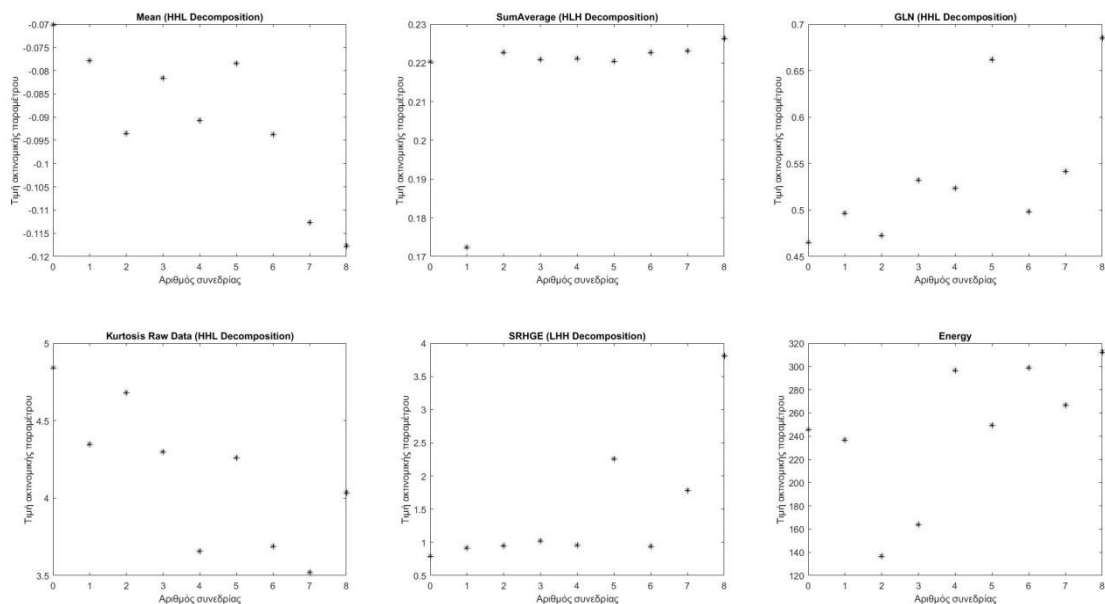 Mean (HHL Decomposition)
-0.07
-0.075
-0.08
-0.085
-0.09
-0.095
-0.1
-0.105
-0.11
-0.115
-0.12
Τιμή ακτινομικής παραμέτρου
0 1 2 3 4 5 6 7 8
Αριθμός συνεδρίας
SumAverage (HLH Decomposition)
0.23
0.22
0.21
0.2
0.19
0.18
0.17
Τιμή ακτινομικής παραμέτρου
0 1 2 3 4 5 6 7 8
Αριθμός συνεδρίας
GLN (HHL Decomposition)
0.7
0.65
0.6
0.55
0.5
0.45
Τιμή ακτινομικής παραμέτρου
0 1 2 3 4 5 6 7 8
Αριθμός συνεδρίας
Kurtosis Raw Data (HHL Decomposition)
5
4.5
4
3.5
Τιμή ακτινομικής παραμέτρου
0 1 2 3 4 5 6 7 8
Αριθμός συνεδρίας
SRHGE (LHH Decomposition)
4
3.5
3
2.5
2
1.5
1
0.5
Τιμή ακτινομικής παραμέτρου
0 1 2 3 4 5 6 7 8
Αριθμός συνεδρίας
Energy
320
300
280
260
240
220
200
180
160
140
120
Τιμή ακτινομικής παραμέτρου
0 1 2 3 4 5 6 7 8
Αριθμός συνεδρίας